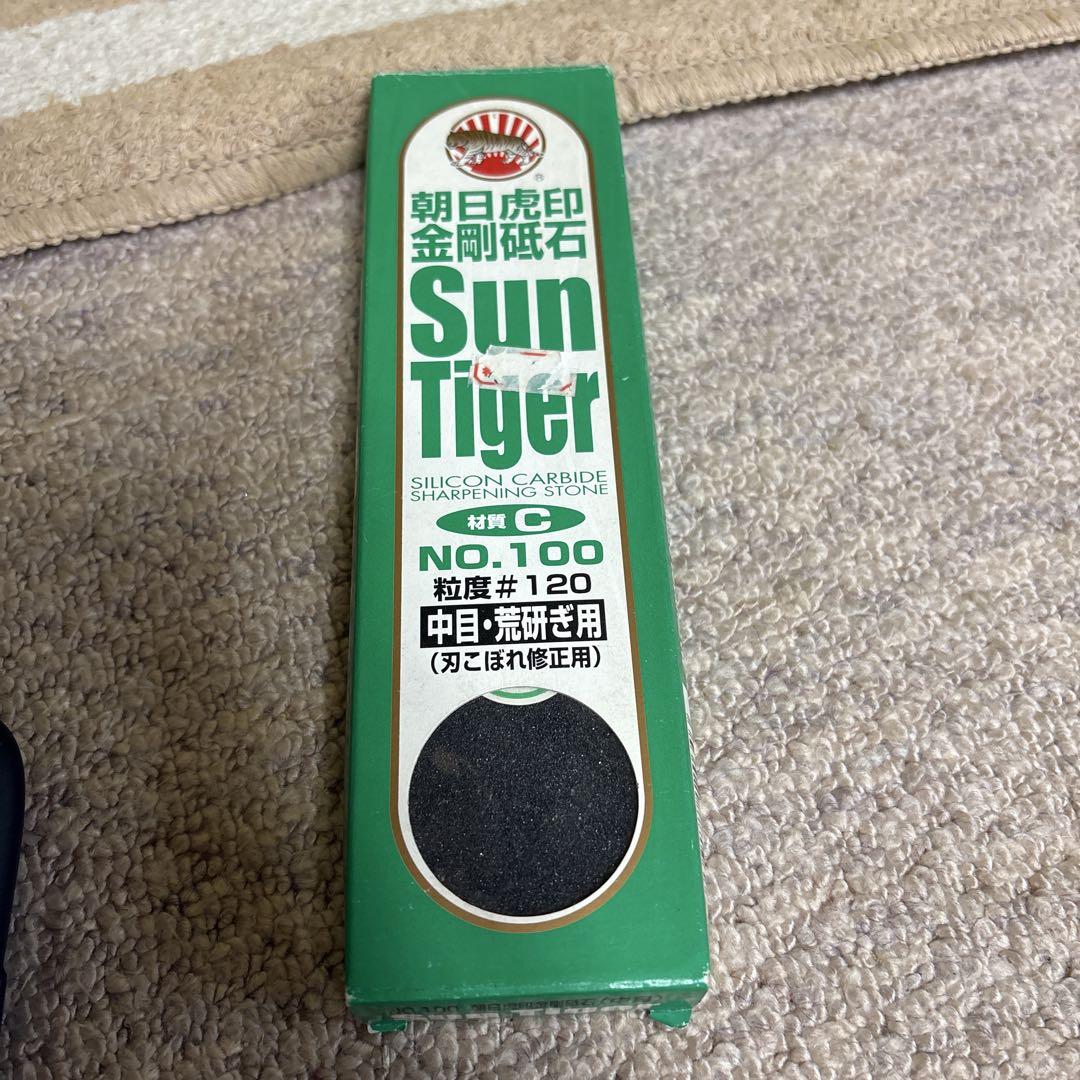 ®
朝日虎印
金剛砥石
Sun
Tiger
SILICON CARBIDE
SHARPENING STONE
材質 C
NO.100
粒度#120
中目・荒研ぎ用
(刃こぼれ修正用)